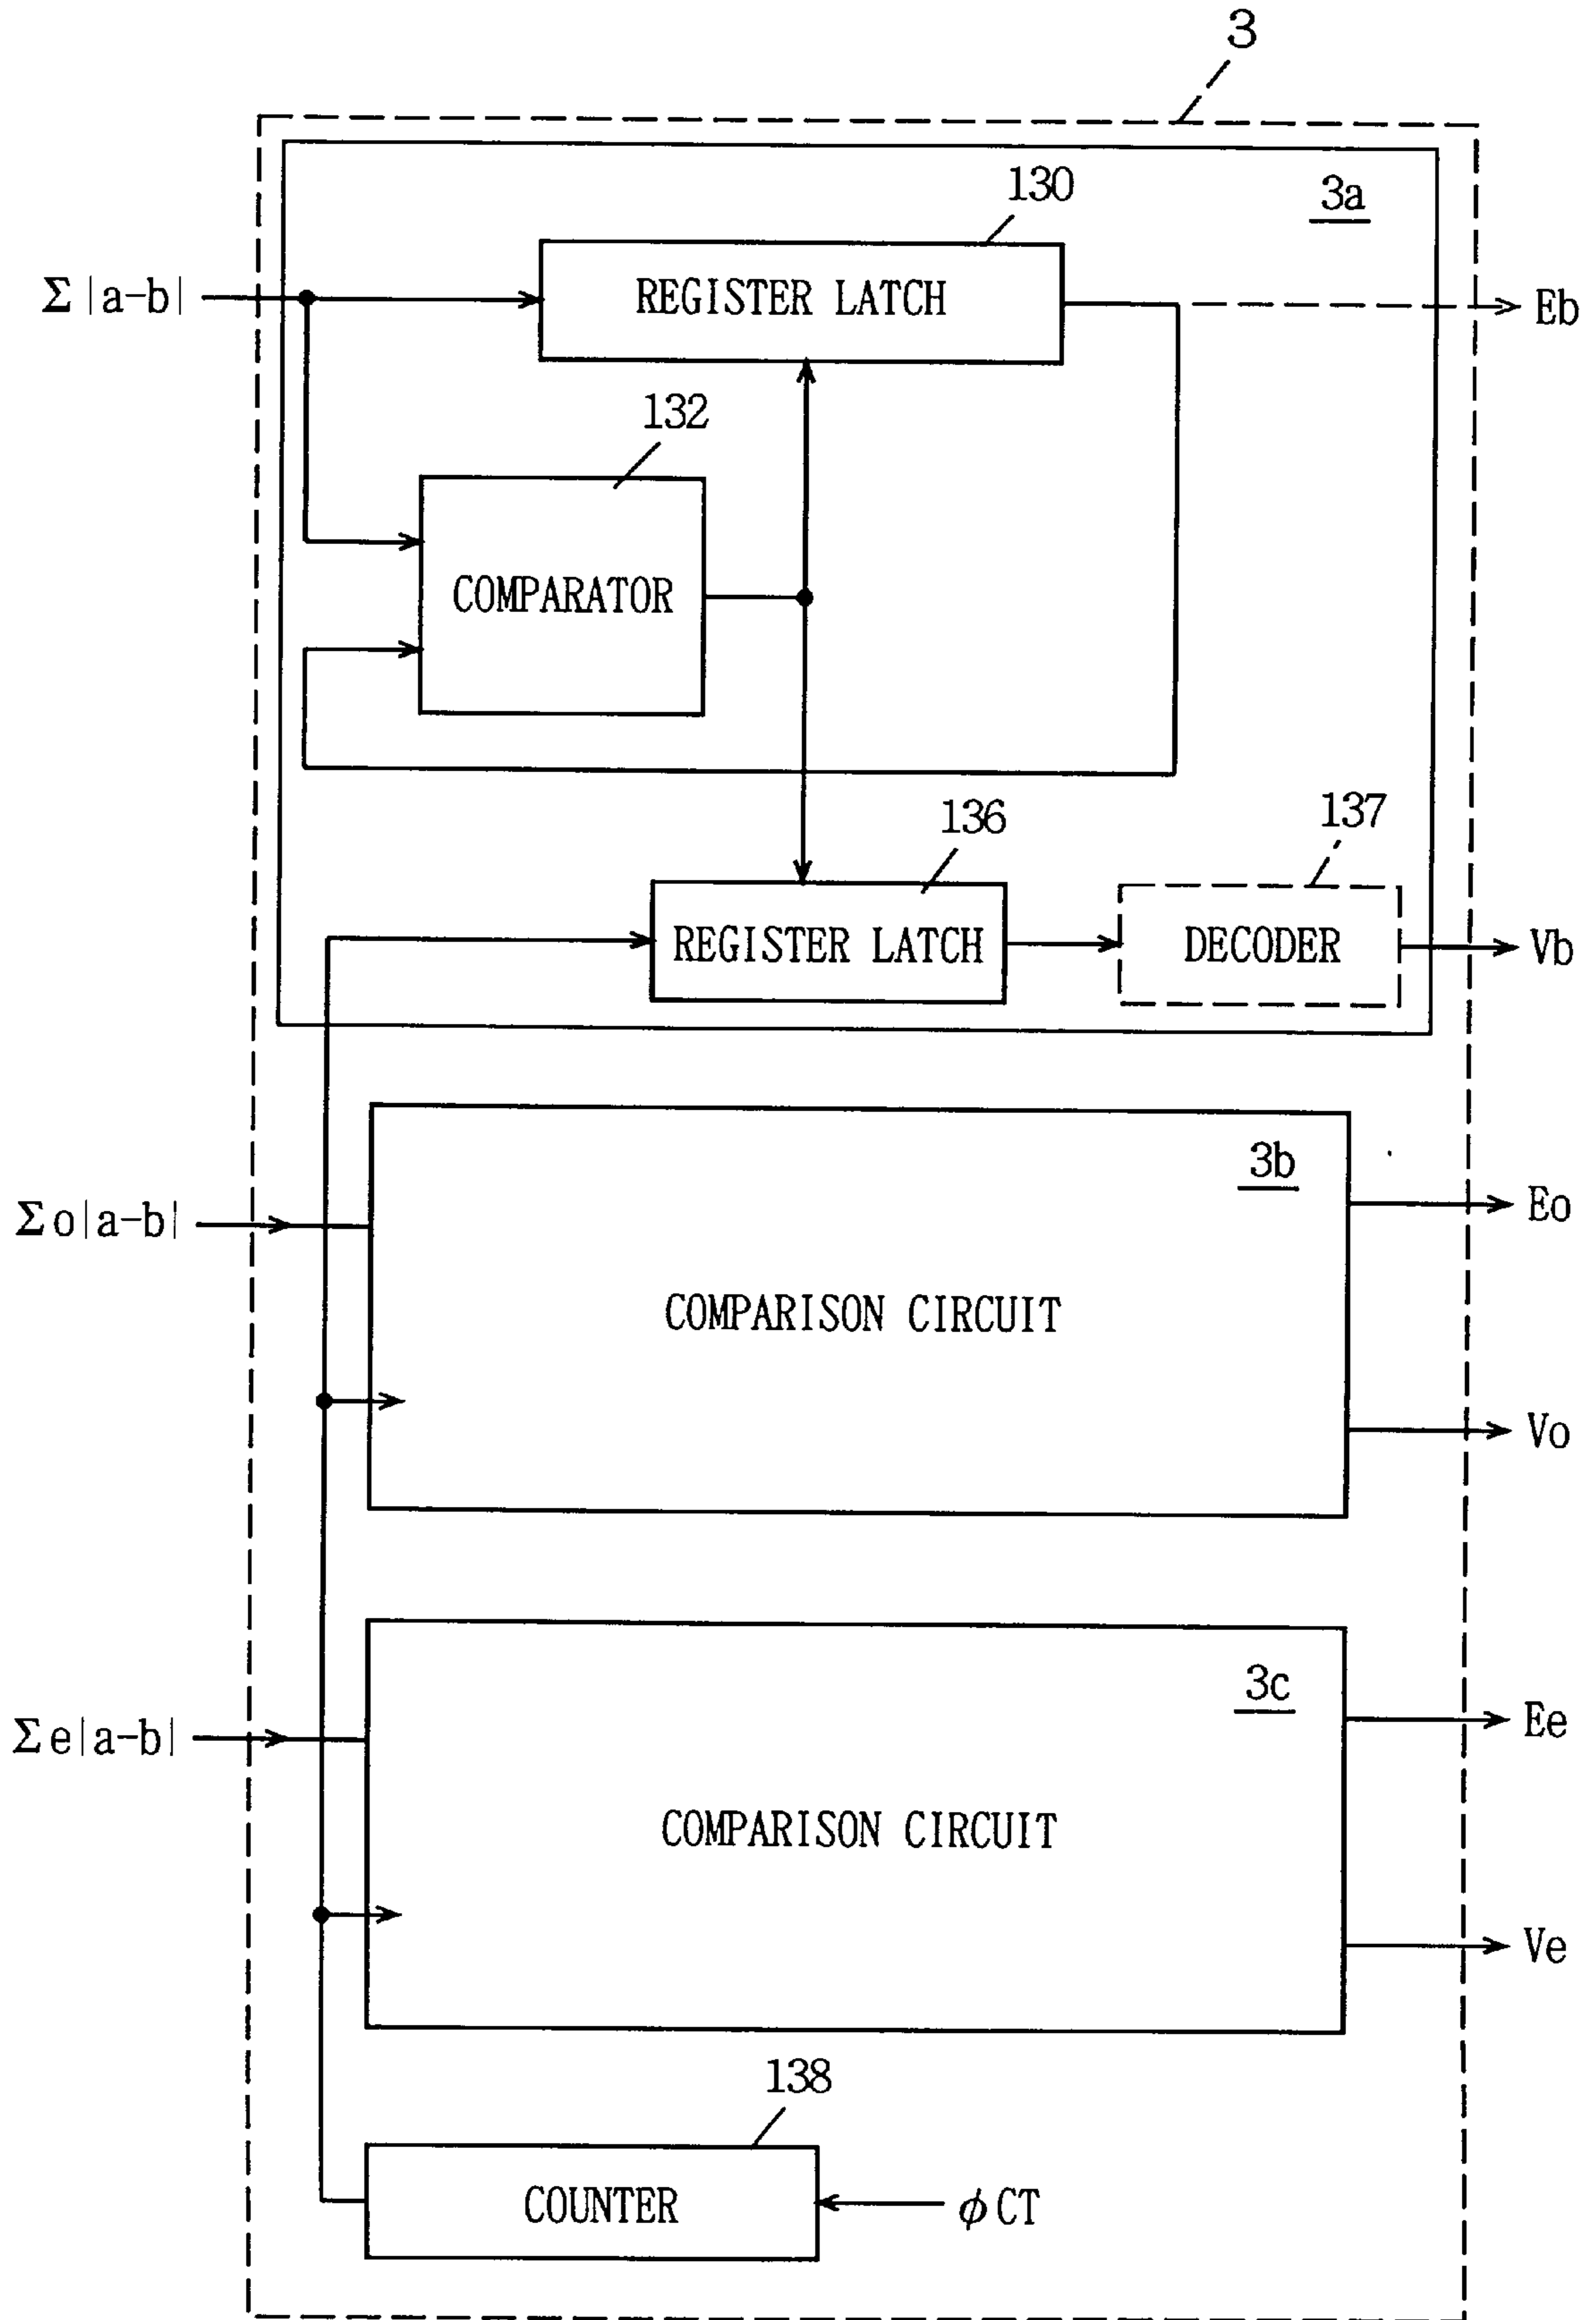 3
3a
130
Σ|a-b|
REGISTER LATCH
Eb
132
COMPARATOR
136
137
REGISTER LATCH
DECODER
Vb
3b
Σo|a-b|
Eo
COMPARISON CIRCUIT
Vo
3c
Σe|a-b|
Ee
COMPARISON CIRCUIT
Ve
138
COUNTER
φCT